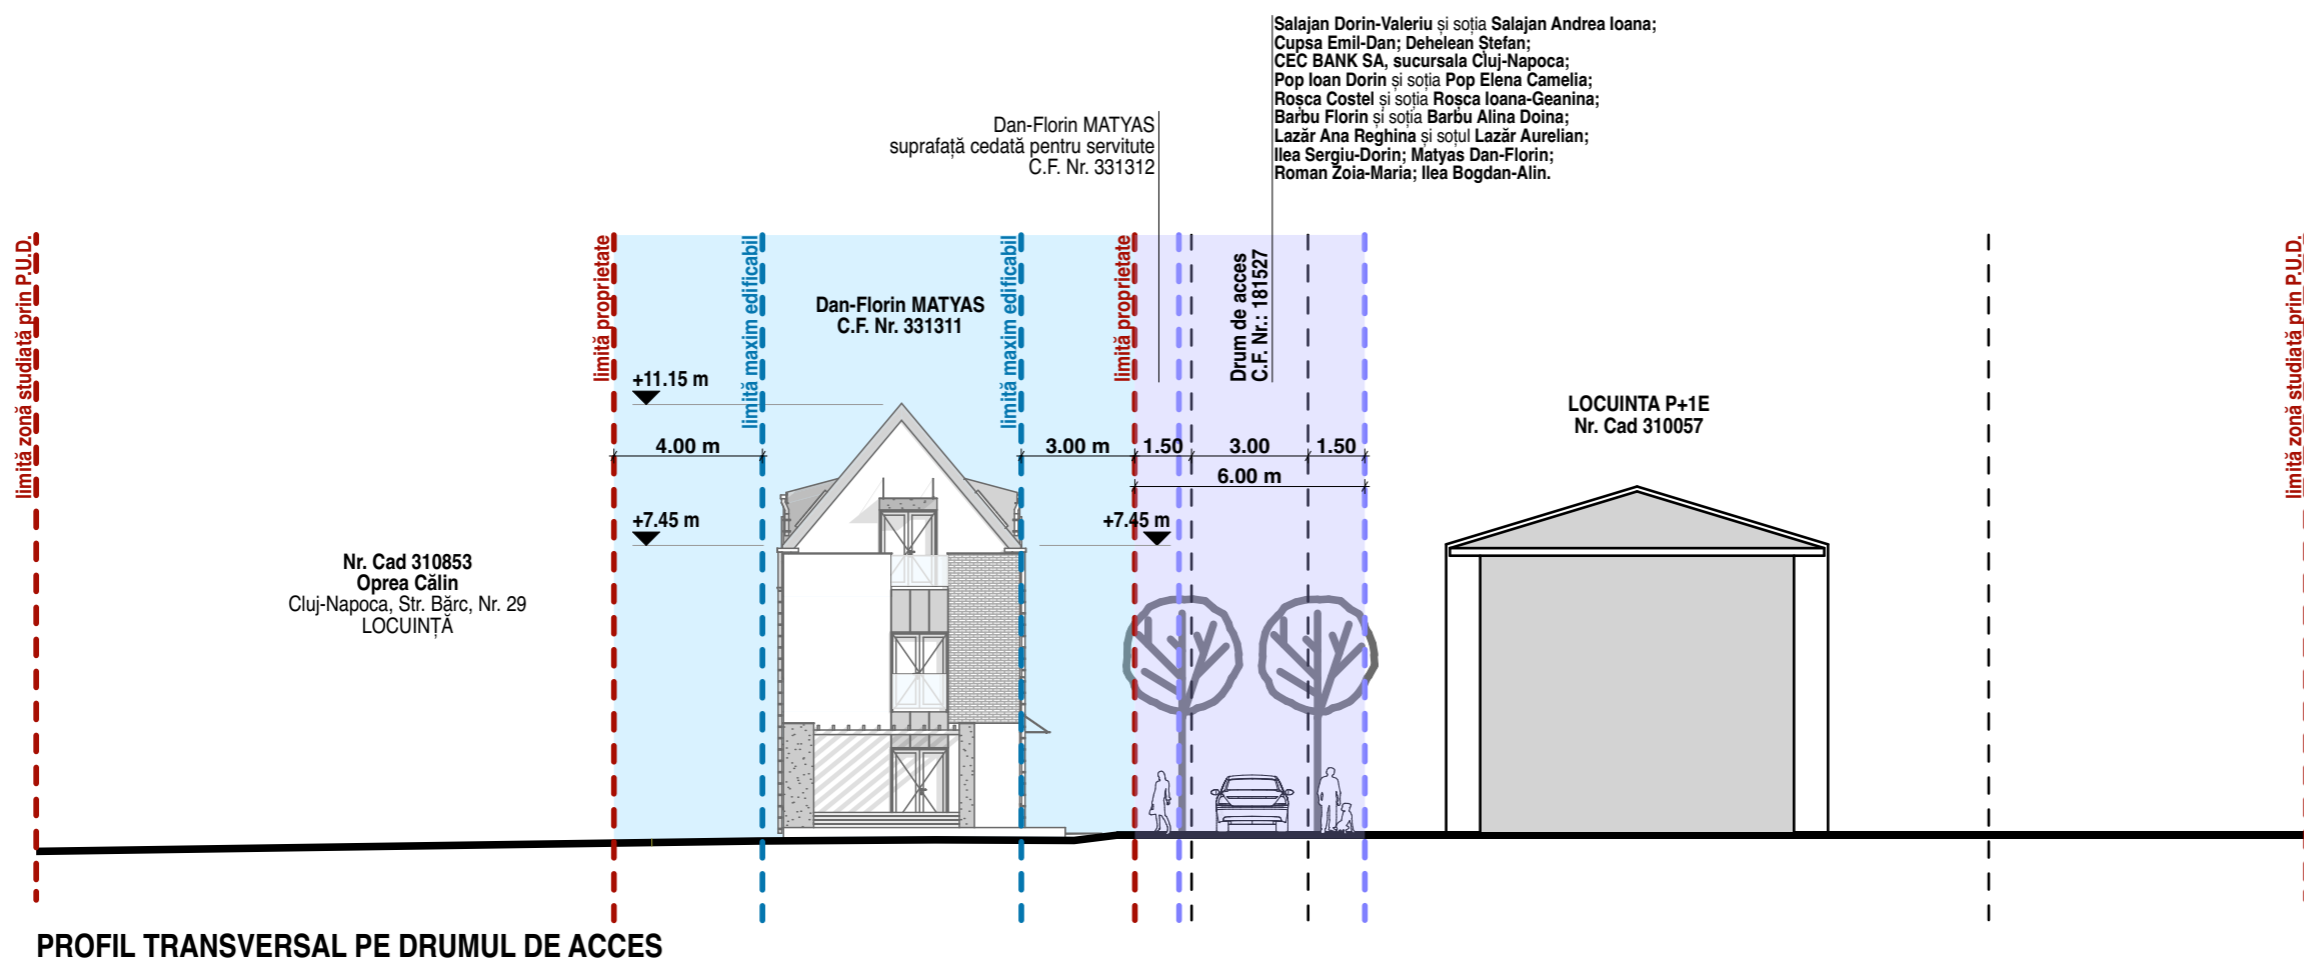 Salajan Dorin-Valeriu și soția Salajan Andrea Ioana;
Cupsa Emil-Dan; Dehelean Ștefan;
CEC BANK SA, sucursala Cluj-Napoca;
Pop Ioan Dorin și soția Pop Elena Camelia;
Roșca Costel și soția Roșca Ioana-Geanina;
Barbu Florin și soția Barbu Alina Doina;
Lazăr Ana Reghina și soțul Lazăr Aurelian;
Ilea Sergiu-Dorin; Matyas Dan-Florin;
Roman Zoia-Maria; Ilea Bogdan-Alin.
Dan-Florin MATYAS
suprafață cedată pentru servitute
C.F. Nr. 331312
limită zonă studiată prin P.U.D.
limită proprietate
limită maxim edificabil
Dan-Florin MATYAS
C.F. Nr. 331311
limită maxim edificabil
limită proprietate
Drum de acces
C.F. Nr.: 181527
limită zonă studiată prin P.U.D.
+11.15 m
LOCUINTA P+1E
Nr. Cad 310057
4.00 m
3.00 m
1.50
3.00
1.50
6.00 m
+7.45 m
+7.45 m
Nr. Cad 310853
Oprea Călin
Cluj-Napoca, Str. Bărc, Nr. 29
LOCUINȚĂ
PROFIL TRANSVERSAL PE DRUMUL DE ACCES